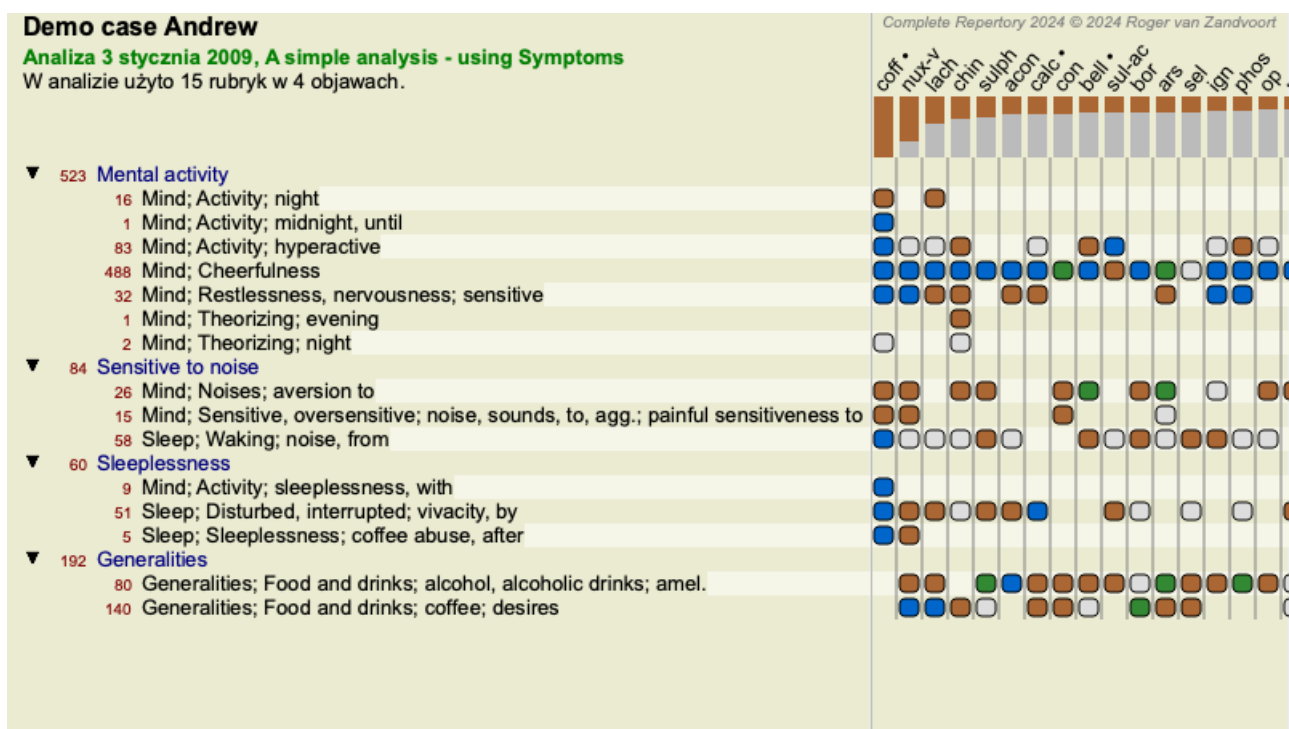 Demo case Andrew
Complete Repertory 2024 © 2024 Roger van Zandvoort
Analiza 3 stycznia 2009, A simple analysis - using Symptoms
W analizie użyto 15 rubryk w 4 objawach.
coff • nux-v lach chin sulph acon calc • con bell • sul-ac bor ars sel ign phos op
▼ 523 Mental activity
16 Mind; Activity; night
1 Mind; Activity; midnight, until
83 Mind; Activity; hyperactive
488 Mind; Cheerfulness
32 Mind; Restlessness, nervousness; sensitive
1 Mind; Theorizing; evening
2 Mind; Theorizing; night
▼ 84 Sensitive to noise
26 Mind; Noises; aversion to
15 Mind; Sensitive, oversensitive; noise, sounds, to, agg.; painful sensitiveness to
58 Sleep; Waking; noise, from
▼ 60 Sleeplessness
9 Mind; Activity; sleeplessness, with
51 Sleep; Disturbed, interrupted; vivacity, by
5 Sleep; Sleeplessness; coffee abuse, after
▼ 192 Generalities
80 Generalities; Food and drinks; alcohol, alcoholic drinks; amel.
140 Generalities; Food and drinks; coffee; desires